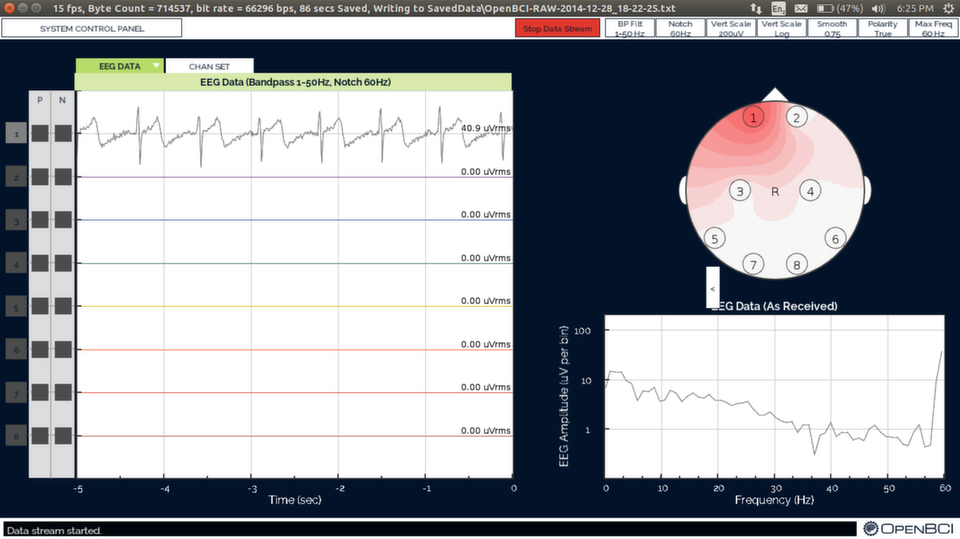 15 fps, Byte Count = 714537, bit rate = 66296 bps, 86 secs Saved, Writing to SavedData\OpenBCI-RAW-2014-12-28_18-22-25.txt
En
(47%)
6:25 PM
SYSTEM CONTROL PANEL
Stop Data Stream
BP Filt
1-50 Hz
Notch
60Hz
Vert Scale
200uV
Vert Scale
Log
Smooth
0.75
Polarity
True
Max Freq
60 Hz
EEG DATA
CHAN SET
EEG Data (Bandpass 1-50Hz, Notch 60Hz)
P N
1
40.9 uVrms
2
0.00 uVrms
3
0.00 uVrms
4
0.00 uVrms
5
0.00 uVrms
6
0.00 uVrms
7
0.00 uVrms
8
0.00 uVrms
-5 -4 -3 -2 -1 0
Time (sec)
1 2
3 R 4
5 6
7 8
<
EEG Data (As Received)
EEG Amplitude (uV per bin)
100
10
1
0 10 20 30 40 50 60
Frequency (Hz)
Data stream started.
OPENBCI